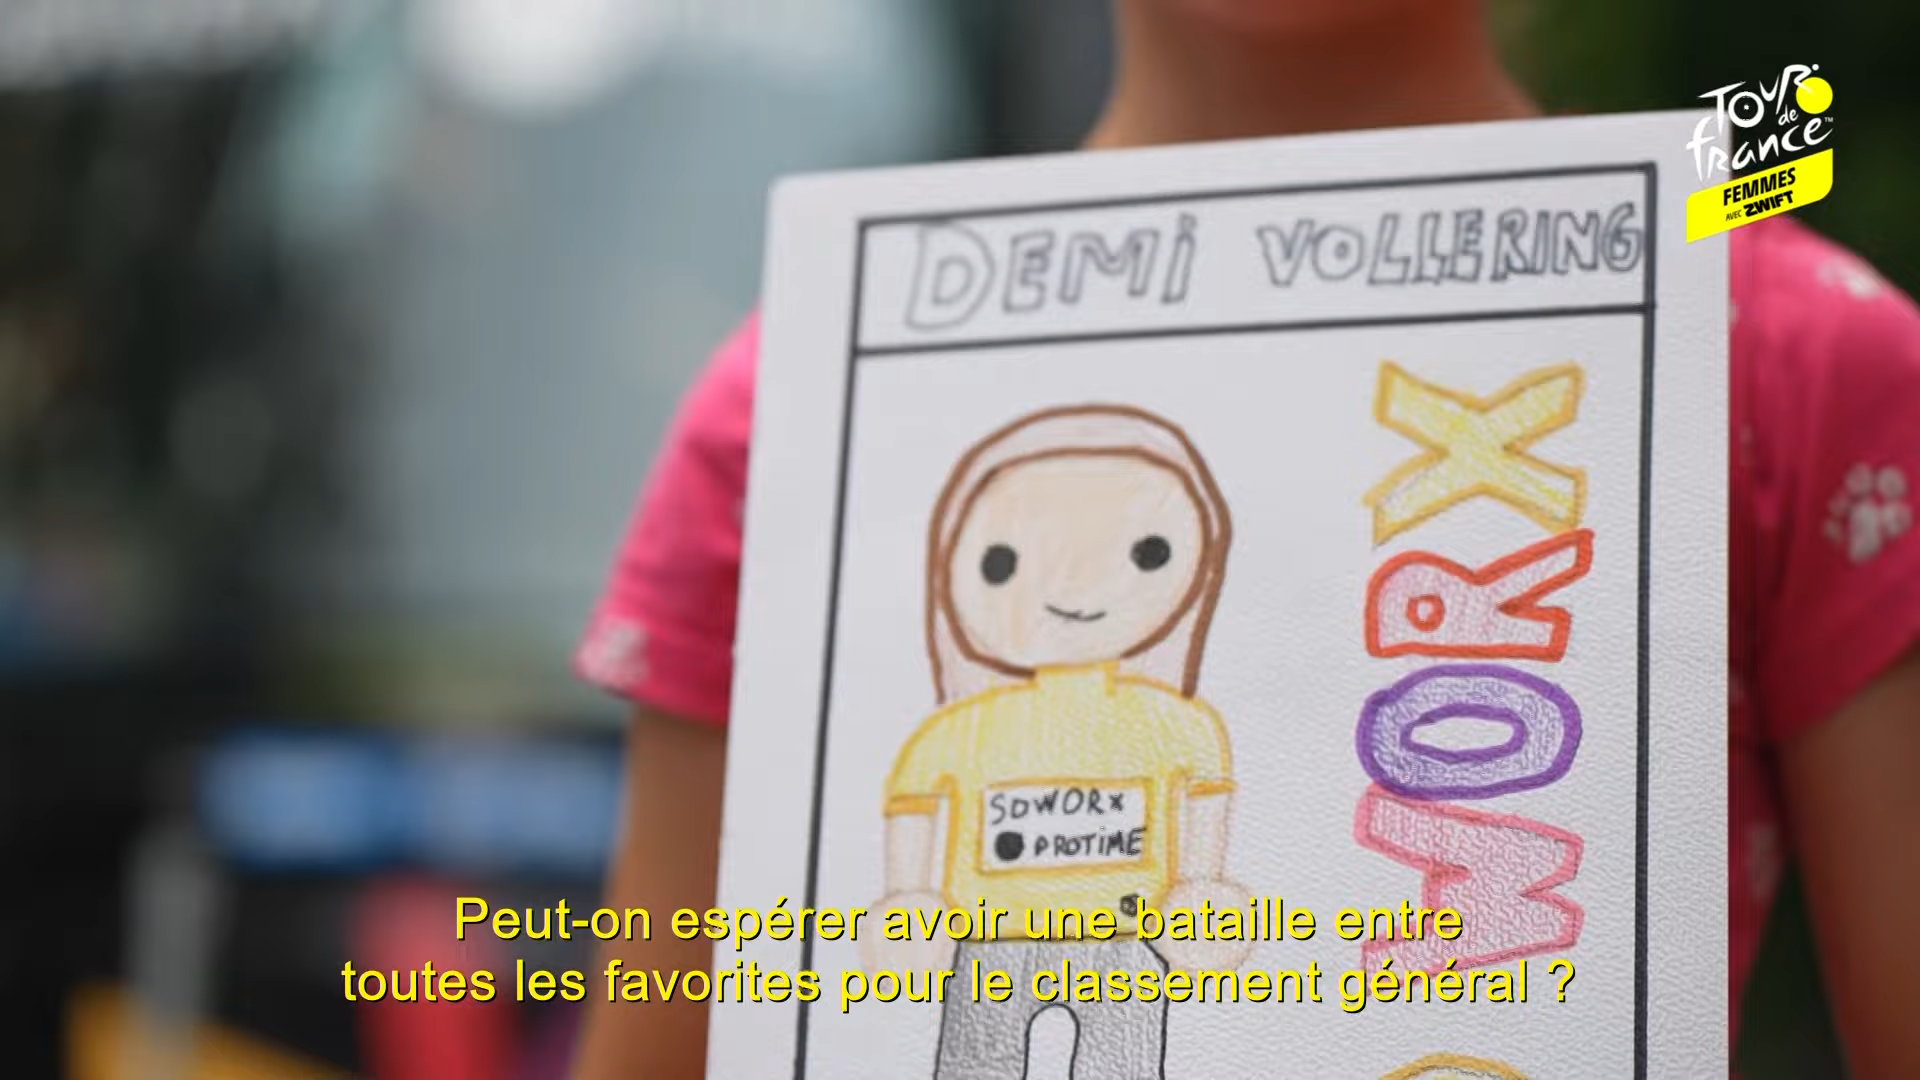 TOUR
de
france™
FEMMES
AVEC ZWIFT
DEMi VOLLERING
WORX
SDWORx
PROTiME
Peut-on espérer avoir une bataille entre
toutes les favorites pour le classement général ?